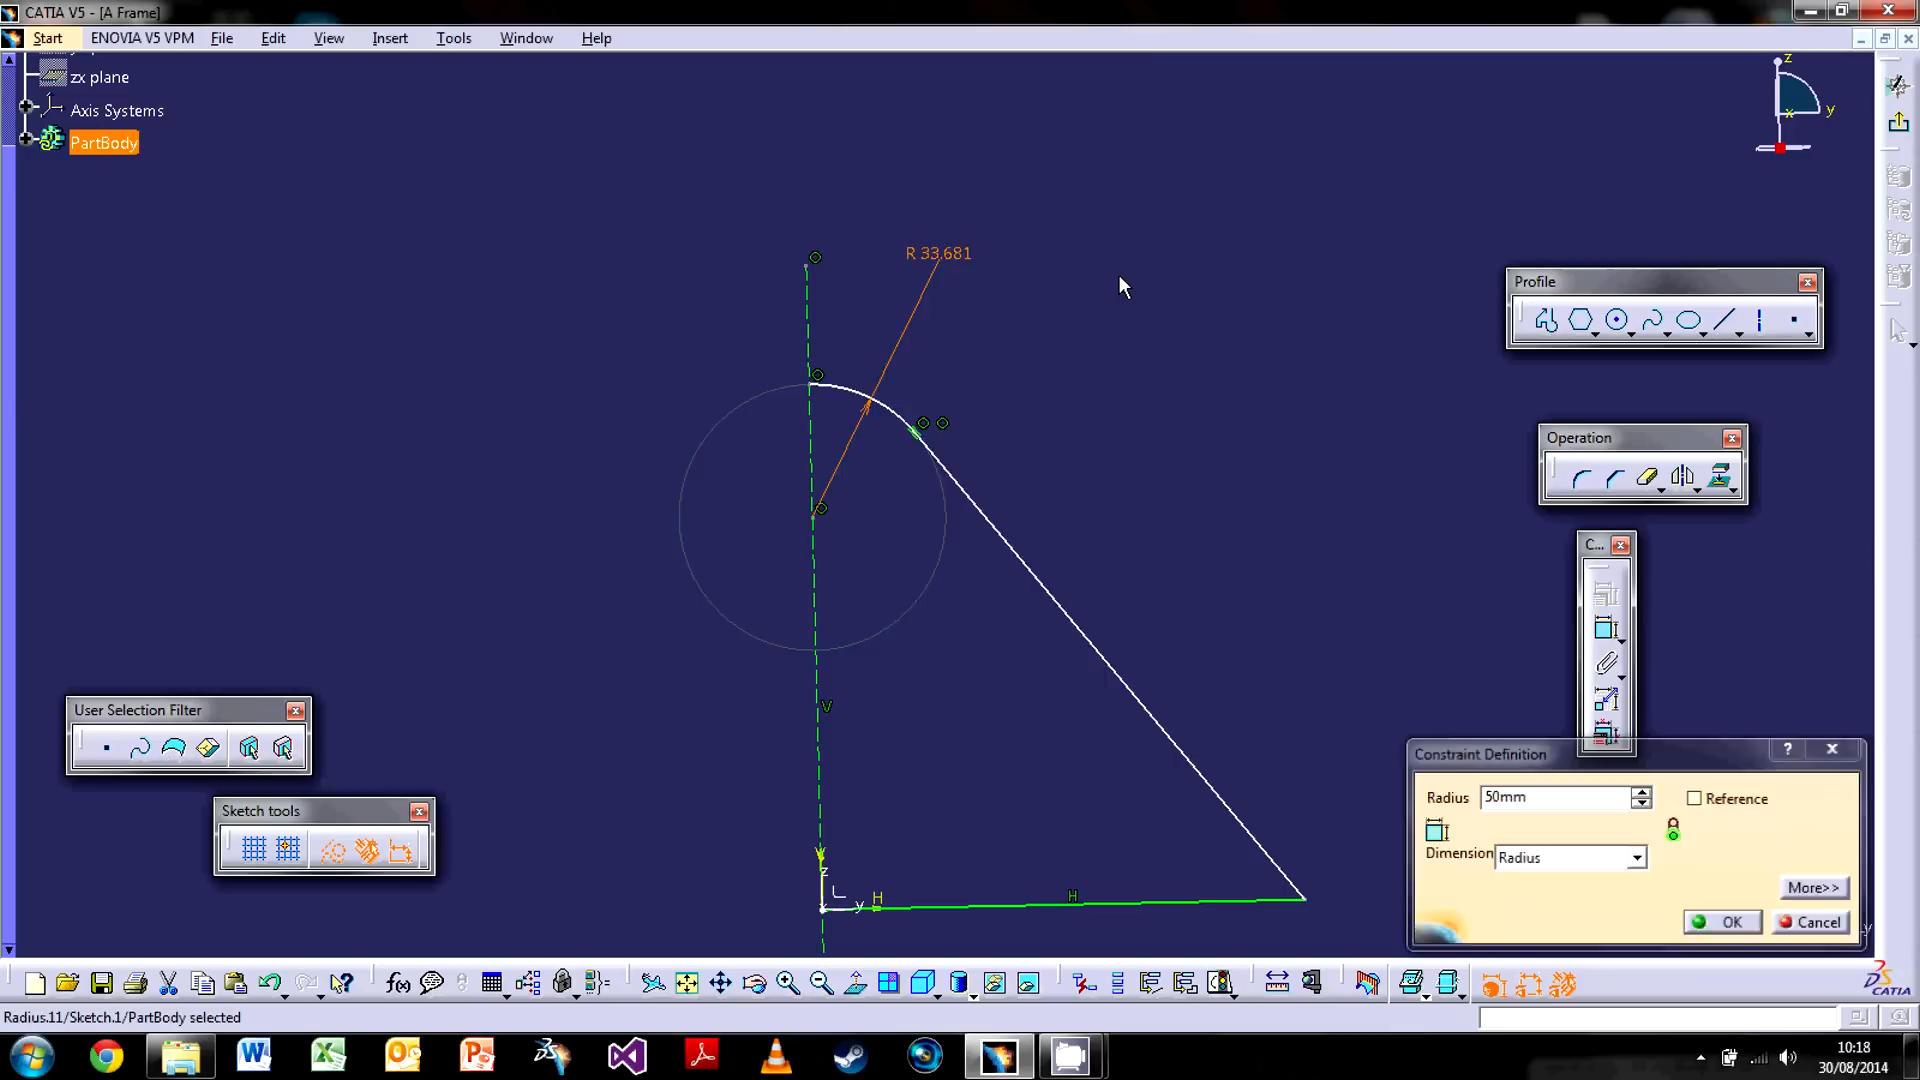 CATIA V5 - [A Frame]
Start
ENOVIA V5 VPM
File
Edit
View
Insert
Tools
Window
Help
zx plane
Axis Systems
PartBody
z
y
x
R 33,681
Profile
Operation
C...
V
User Selection Filter
Sketch tools
z
y
H
H
Constraint Definition
Radius
50mm
Reference
Dimension
Radius
More>>
OK
Cancel
CATIA
Radius.11/Sketch.1/PartBody selected
10:18
30/08/2014